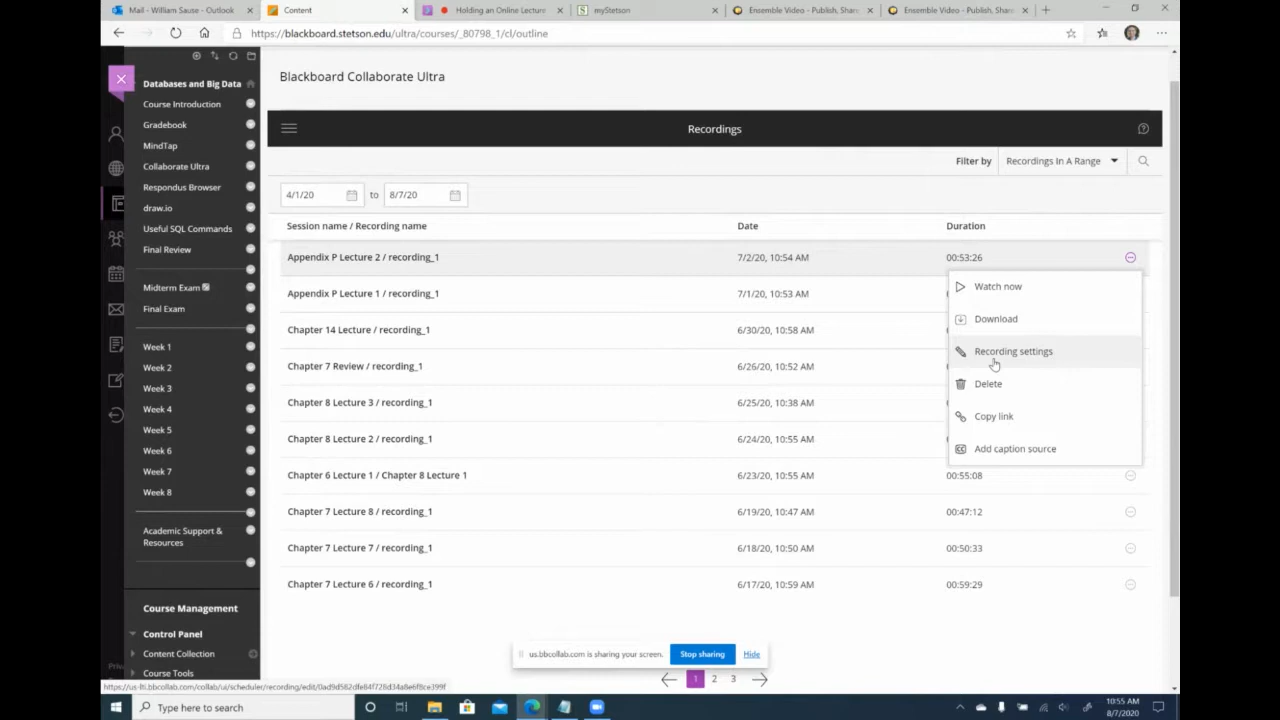 Mail - William Sause - Outlook
Content
Holding an Online Lecture
myStetson
Ensemble Video - Publish, Share
Ensemble Video - Publish, Share
https://blackboard.stetson.edu/ultra/courses/_80798_1/cl/outline
Databases and Big Data
Course Introduction
Gradebook
MindTap
Collaborate Ultra
Respondus Browser
draw.io
Useful SQL Commands
Final Review
Midterm Exam
Final Exam
Week 1
Week 2
Week 3
Week 4
Week 5
Week 6
Week 7
Week 8
Academic Support &
Resources
Course Management
Control Panel
Content Collection
Course Tools
Priva
Blackboard Collaborate Ultra
Recordings
Filter by Recordings In A Range
4/1/20 to 8/7/20
Session name / Recording name Date Duration
Appendix P Lecture 2 / recording_1 7/2/20, 10:54 AM 00:53:26
Appendix P Lecture 1 / recording_1 7/1/20, 10:53 AM
Chapter 14 Lecture / recording_1 6/30/20, 10:58 AM
Chapter 7 Review / recording_1 6/26/20, 10:52 AM
Chapter 8 Lecture 3 / recording_1 6/25/20, 10:38 AM
Chapter 8 Lecture 2 / recording_1 6/24/20, 10:55 AM
Chapter 6 Lecture 1 / Chapter 8 Lecture 1 6/23/20, 10:55 AM 00:55:08
Chapter 7 Lecture 8 / recording_1 6/19/20, 10:47 AM 00:47:12
Chapter 7 Lecture 7 / recording_1 6/18/20, 10:50 AM 00:50:33
Chapter 7 Lecture 6 / recording_1 6/17/20, 10:59 AM 00:59:29
Watch now
Download
Recording settings
Delete
Copy link
Add caption source
us.bbcollab.com is sharing your screen. Stop sharing Hide
1 2 3
Type here to search
10:55 AM
8/7/2020